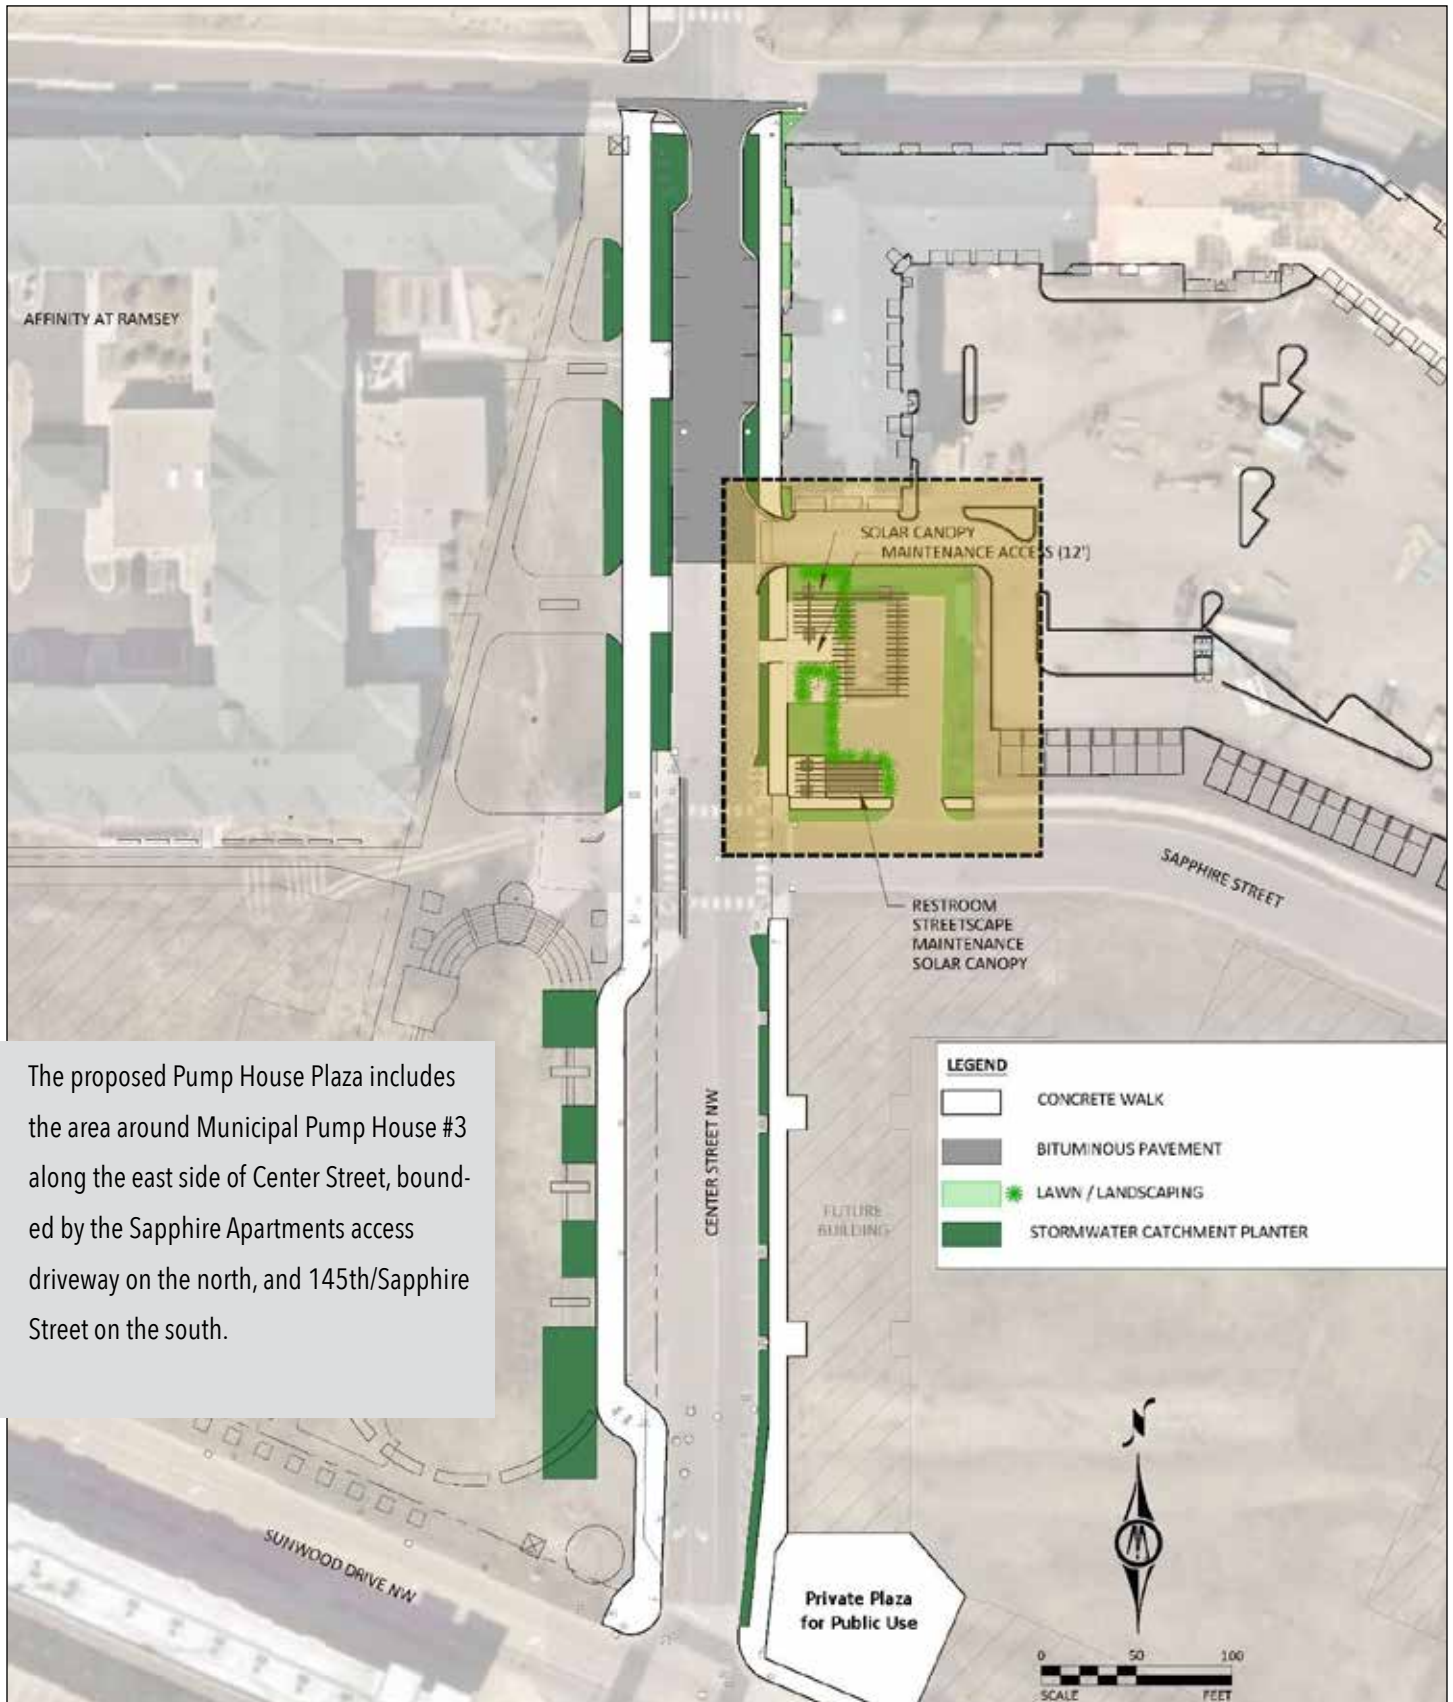 AFFINITY AT RAMSEY
SOLAR CANOPY
MAINTENANCE ACCESS (12')
SAPPHIRE STREET
RESTROOM
STREETSCAPE
MAINTENANCE
SOLAR CANOPY
The proposed Pump House Plaza includes
the area around Municipal Pump House #3
along the east side of Center Street, bound-
ed by the Sapphire Apartments access
driveway on the north, and 145th/Sapphire
Street on the south.
CENTER STREET NW
FUTURE
BUILDING
LEGEND
CONCRETE WALK
BITUMINOUS PAVEMENT
LAWN / LANDSCAPING
STORMWATER CATCHMENT PLANTER
SUNWOOD DRIVE NW
Private Plaza
for Public Use
N
0 50 100
SCALE FEET